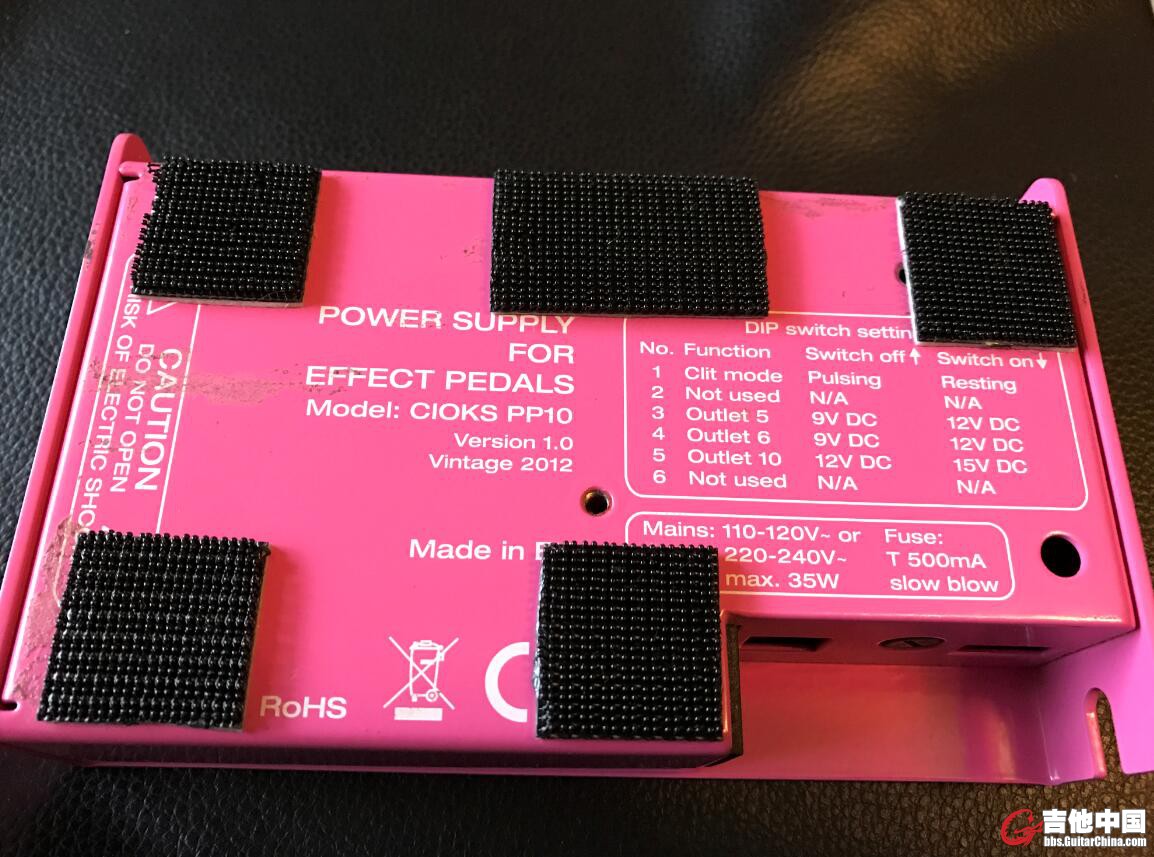 POWER SUPPLY
FOR
EFFECT PEDALS
Model: CIOKS PP10
Version 1.0
Vintage 2012
Made in
RoHS
CAUTION
DO NOT OPEN
OF ELECTRIC
DIP switch
No. Function Switch off↑ Switch on↓
1 Clit mode Pulsing Resting
2 Not used N/A N/A
3 Outlet 5 9V DC 12V DC
4 Outlet 6 9V DC 12V DC
5 Outlet 10 12V DC 15V DC
6 Not used N/A N/A
Mains: 110-120V~ or
220-240V~
max. 35W
Fuse:
T 500mA
slow blow
吉他中国
bbs.GuitarChina.com